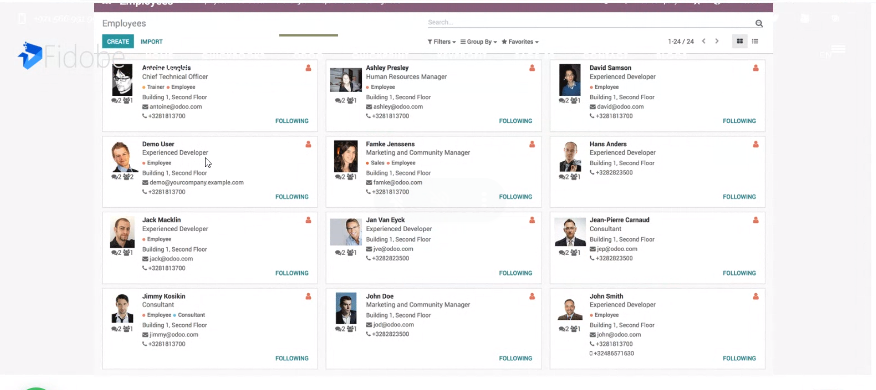 Employees
Employees
Search...
CREATE IMPORT
Filters Group By Favorites
1-24 / 24
Fidobe
Antoine Langlais
Chief Technical Officer
Trainer Employee
Building 1, Second Floor
antoine@odoo.com
+3281813700
2 1
FOLLOWING
Ashley Presley
Human Resources Manager
Employee
Building 1, Second Floor
ashley@odoo.com
+3281813700
2 1
FOLLOWING
David Samson
Experienced Developer
Employee
Building 1, Second Floor
david@odoo.com
+3281813700
2 1
FOLLOWING
Demo User
Experienced Developer
Employee
Building 1, Second Floor
demo@yourcompany.example.com
+3281813700
2 2
FOLLOWING
Famke Jenssens
Marketing and Community Manager
Sales Employee
Building 1, Second Floor
famke@odoo.com
+3281813700
2 1
FOLLOWING
Hans Anders
Experienced Developer
Employee
Building 1, Second Floor
+3282823500
2 1
FOLLOWING
Jack Macklin
Experienced Developer
Employee
Building 1, Second Floor
jack@odoo.com
+3281813700
2 1
FOLLOWING
Jan Van Eyck
Experienced Developer
Building 1, Second Floor
jve@odoo.com
+3282823500
2 1
FOLLOWING
Jean-Pierre Carnaud
Consultant
Building 1, Second Floor
jep@odoo.com
+3282823500
2 1
FOLLOWING
Jimmy Kosikin
Consultant
Employee Consultant
Building 1, Second Floor
jimmy@odoo.com
+3281813700
2 1
FOLLOWING
John Doe
Marketing and Community Manager
Building 1, Second Floor
jod@odoo.com
+3282823500
2 1
FOLLOWING
John Smith
Experienced Developer
Employee
Building 1, Second Floor
john@odoo.com
+3281813700
+32486571630
2 1
FOLLOWING